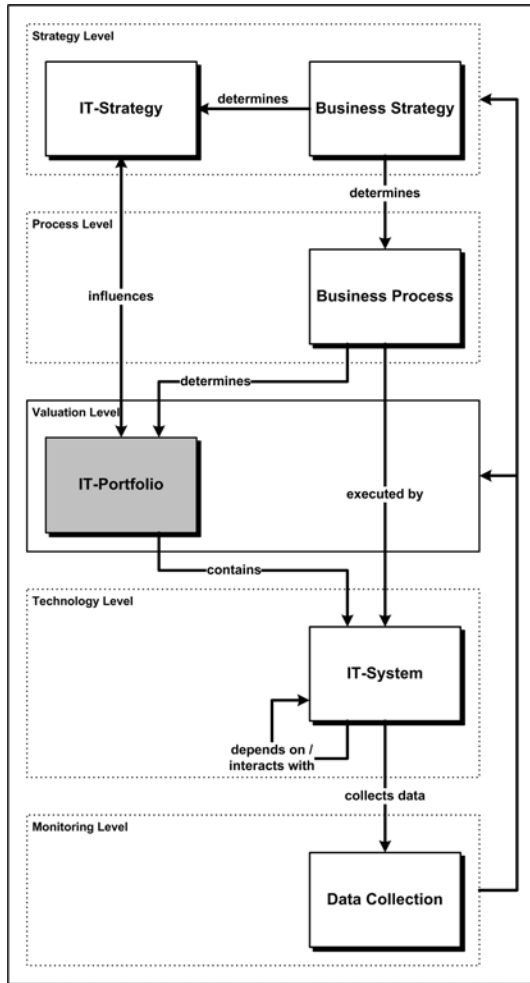 Strategy Level
IT-Strategy
determines
Business Strategy
determines
Process Level
influences
Business Process
determines
Valuation Level
IT-Portfolio
executed by
contains
Technology Level
IT-System
depends on /
interacts with
collects data
Monitoring Level
Data Collection